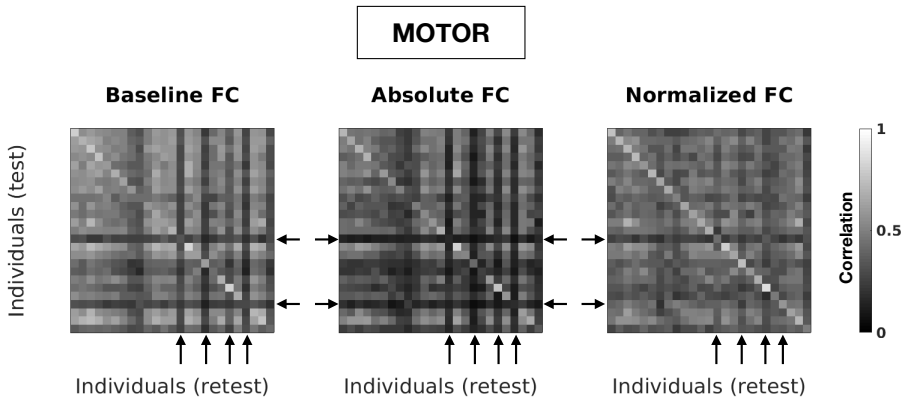 MOTOR
Baseline FC
Absolute FC
Normalized FC
Individuals (test)
Individuals (retest)
Individuals (retest)
Individuals (retest)
Correlation
1
0.5
0